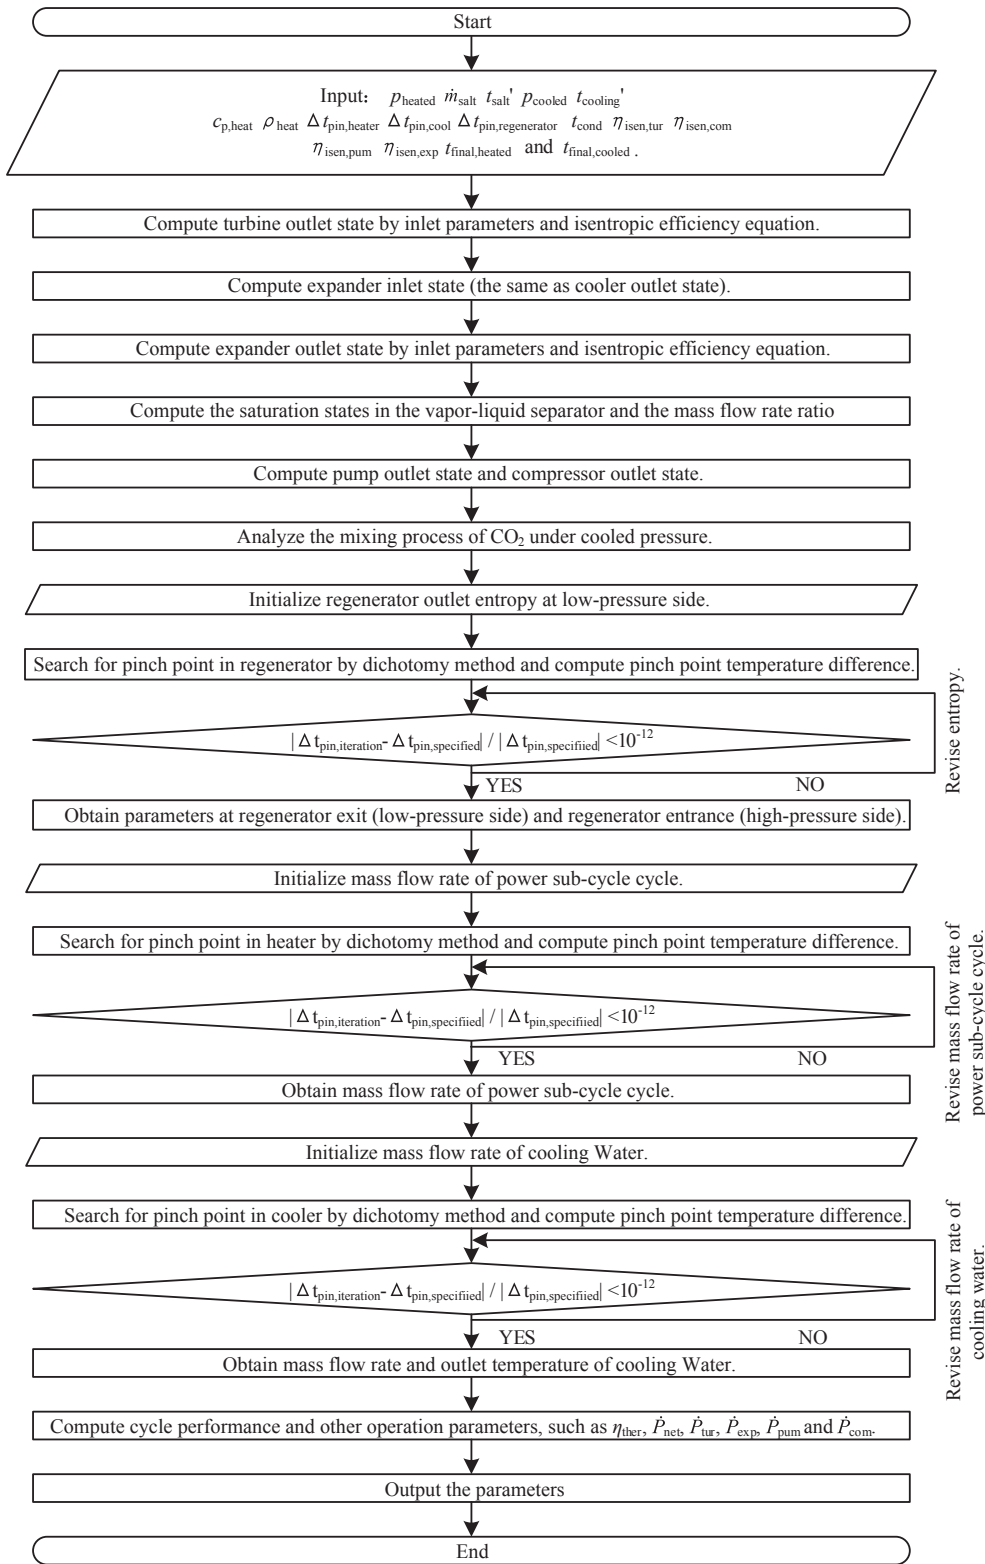 Start
Input: p_heated ṁ_salt t_salt' p_cooled t_cooling'
c_p,heat ρ_heat Δt_pin,heater Δt_pin,cool Δt_pin,regenerator t_cond η_isen,tur η_isen,com
η_isen,pum η_isen,exp t_final,heated and t_final,cooled .
Compute turbine outlet state by inlet parameters and isentropic efficiency equation.
Compute expander inlet state (the same as cooler outlet state).
Compute expander outlet state by inlet parameters and isentropic efficiency equation.
Compute the saturation states in the vapor-liquid separator and the mass flow rate ratio
Compute pump outlet state and compressor outlet state.
Analyze the mixing process of CO₂ under cooled pressure.
Initialize regenerator outlet entropy at low-pressure side.
Search for pinch point in regenerator by dichotomy method and compute pinch point temperature difference.
|Δt_pin,iteration-Δt_pin,specified| / |Δt_pin,specifiied| <10⁻¹²
YES NO
Revise entropy.
Obtain parameters at regenerator exit (low-pressure side) and regenerator entrance (high-pressure side).
Initialize mass flow rate of power sub-cycle cycle.
Search for pinch point in heater by dichotomy method and compute pinch point temperature difference.
|Δt_pin,iteration-Δt_pin,specifiied| / |Δt_pin,specifiied| <10⁻¹²
YES NO
Revise mass flow rate of
power sub-cycle cycle.
Obtain mass flow rate of power sub-cycle cycle.
Initialize mass flow rate of cooling Water.
Search for pinch point in cooler by dichotomy method and compute pinch point temperature difference.
|Δt_pin,iteration-Δt_pin,specifiied| / |Δt_pin,specifiied| <10⁻¹²
YES NO
Revise mass flow rate of
cooling water.
Obtain mass flow rate and outlet temperature of cooling Water.
Compute cycle performance and other operation parameters, such as η_ther, Ṗ_net, Ṗ_tur, Ṗ_exp, Ṗ_pum and Ṗ_com.
Output the parameters
End